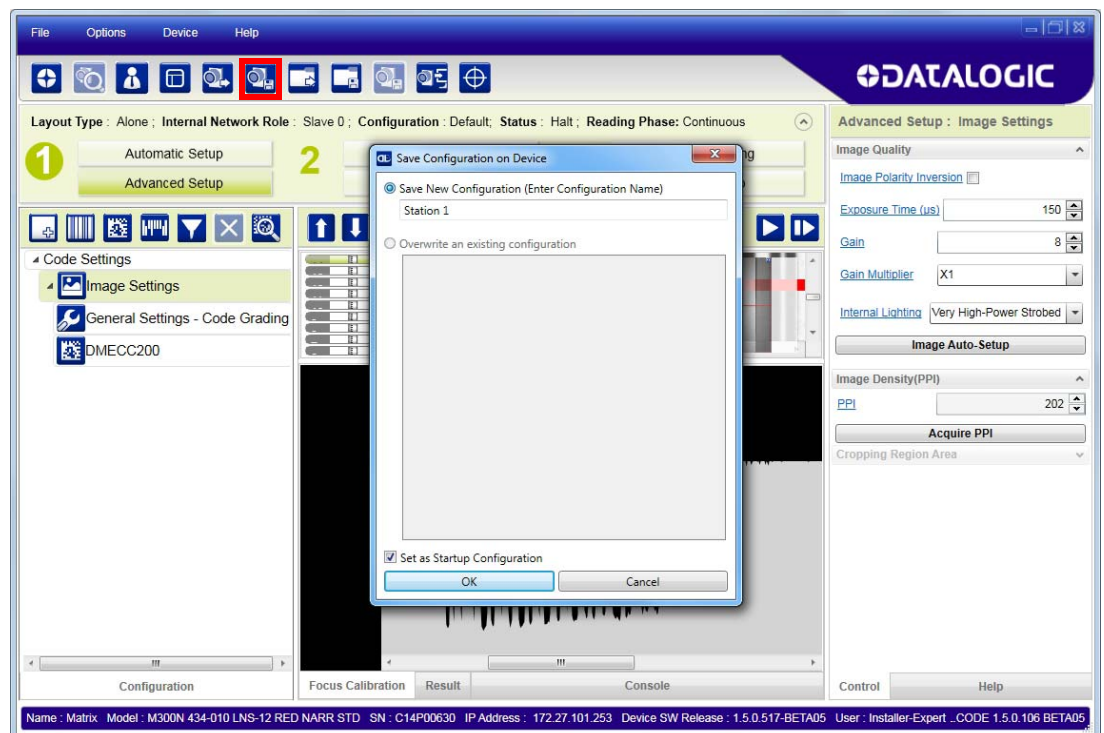 File Options Device Help
DATALOGIC
Layout Type : Alone ; Internal Network Role : Slave 0 ; Configuration : Default; Status : Halt ; Reading Phase: Continuous
1
Automatic Setup
Advanced Setup
2
Save Configuration on Device
Save New Configuration (Enter Configuration Name)
Station 1
Overwrite an existing configuration
Set as Startup Configuration
OK Cancel
Code Settings
Image Settings
General Settings - Code Grading
DMECC200
Configuration
Focus Calibration Result Console
Advanced Setup : Image Settings
Image Quality
Image Polarity Inversion
Exposure Time (µs) 150
Gain 8
Gain Multiplier X1
Internal Lighting Very High-Power Strobed
Image Auto-Setup
Image Density(PPI)
PPI 202
Acquire PPI
Cropping Region Area
Control Help
Name : Matrix Model : M300N 434-010 LNS-12 RED NARR STD SN : C14P00630 IP Address : 172.27.101.253 Device SW Release : 1.5.0.517-BETA05 User : Installer-Expert ..CODE 1.5.0.106 BETA05